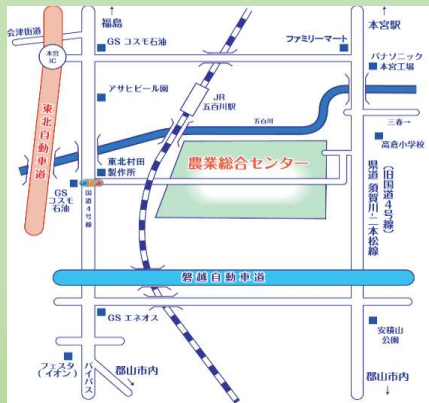 福島
本宮駅
会津街道
GS コスモ石油
ファミリーマート
本宮
IC
パナソニック
本宮工場
アサヒビール園
JR
五百川駅
東北自動車道
五百川
三春→
高倉小学校
東北村田
製作所
農業総合センター
GS
コスモ
石油
国道4号線
(旧国道4号線)
県道 須賀川・二本松線
磐越自動車道
GS エネオス
安積山
公園
フェスタ
(イオン)
バイパス
郡山市内
郡山市内